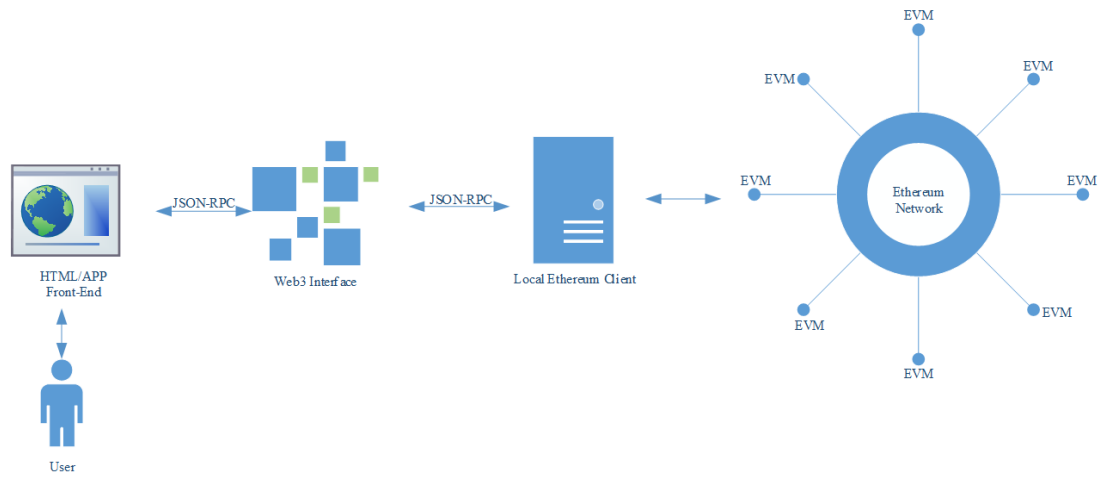 EVM
EVM
EVM
JSON-RPC
JSON-RPC
EVM
Ethereum
Network
EVM
HTML/APP
Front-End
Web3 Interface
Local Ethereum Client
EVM
EVM
EVM
User